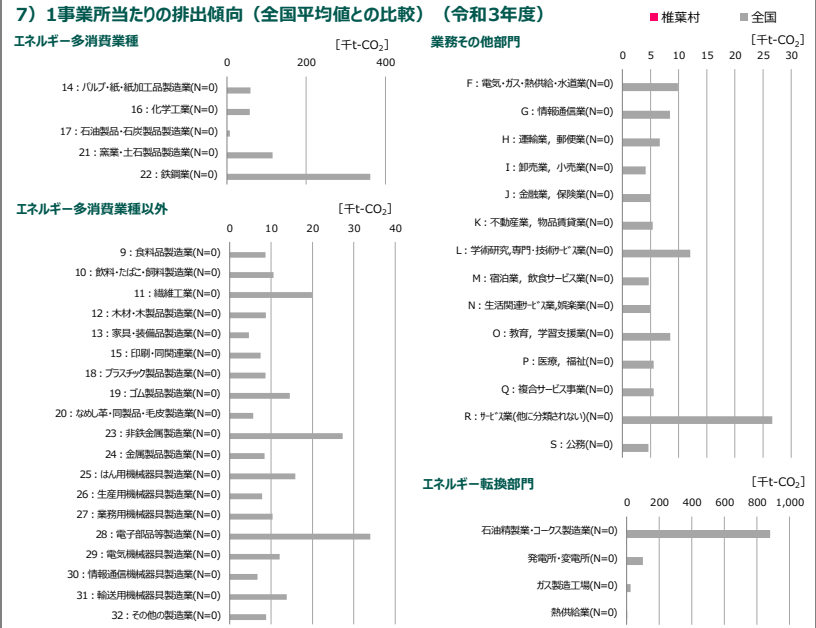 7）1事業所当たりの排出傾向（全国平均値との比較）（令和3年度）
■椎葉村 ■全国
エネルギー多消費業種
[千t-CO₂]
0 200 400
14：パルプ・紙・紙加工品製造業(N=0)
16：化学工業(N=0)
17：石油製品・石炭製品製造業(N=0)
21：窯業・土石製品製造業(N=0)
22：鉄鋼業(N=0)
エネルギー多消費業種以外
[千t-CO₂]
0 10 20 30 40
9：食料品製造業(N=0)
10：飲料・たばこ・飼料製造業(N=0)
11：繊維工業(N=0)
12：木材・木製品製造業(N=0)
13：家具・装備品製造業(N=0)
15：印刷・同関連業(N=0)
18：プラスチック製品製造業(N=0)
19：ゴム製品製造業(N=0)
20：なめし革・同製品・毛皮製造業(N=0)
23：非鉄金属製造業(N=0)
24：金属製品製造業(N=0)
25：はん用機械器具製造業(N=0)
26：生産用機械器具製造業(N=0)
27：業務用機械器具製造業(N=0)
28：電子部品等製造業(N=0)
29：電気機械器具製造業(N=0)
30：情報通信機械器具製造業(N=0)
31：輸送用機械器具製造業(N=0)
32：その他の製造業(N=0)
業務その他部門
[千t-CO₂]
0 5 10 15 20 25 30
F：電気・ガス・熱供給・水道業(N=0)
G：情報通信業(N=0)
H：運輸業，郵便業(N=0)
I：卸売業，小売業(N=0)
J：金融業，保険業(N=0)
K：不動産業，物品賃貸業(N=0)
L：学術研究,専門・技術ｻｰﾋﾞｽ業(N=0)
M：宿泊業，飲食サービス業(N=0)
N：生活関連ｻｰﾋﾞｽ業,娯楽業(N=0)
O：教育，学習支援業(N=0)
P：医療，福祉(N=0)
Q：複合サービス事業(N=0)
R：ｻｰﾋﾞｽ業(他に分類されない)(N=0)
S：公務(N=0)
エネルギー転換部門
[千t-CO₂]
0 200 400 600 800 1,000
石油精製業・コークス製造業(N=0)
発電所・変電所(N=0)
ガス製造工場(N=0)
熱供給業(N=0)